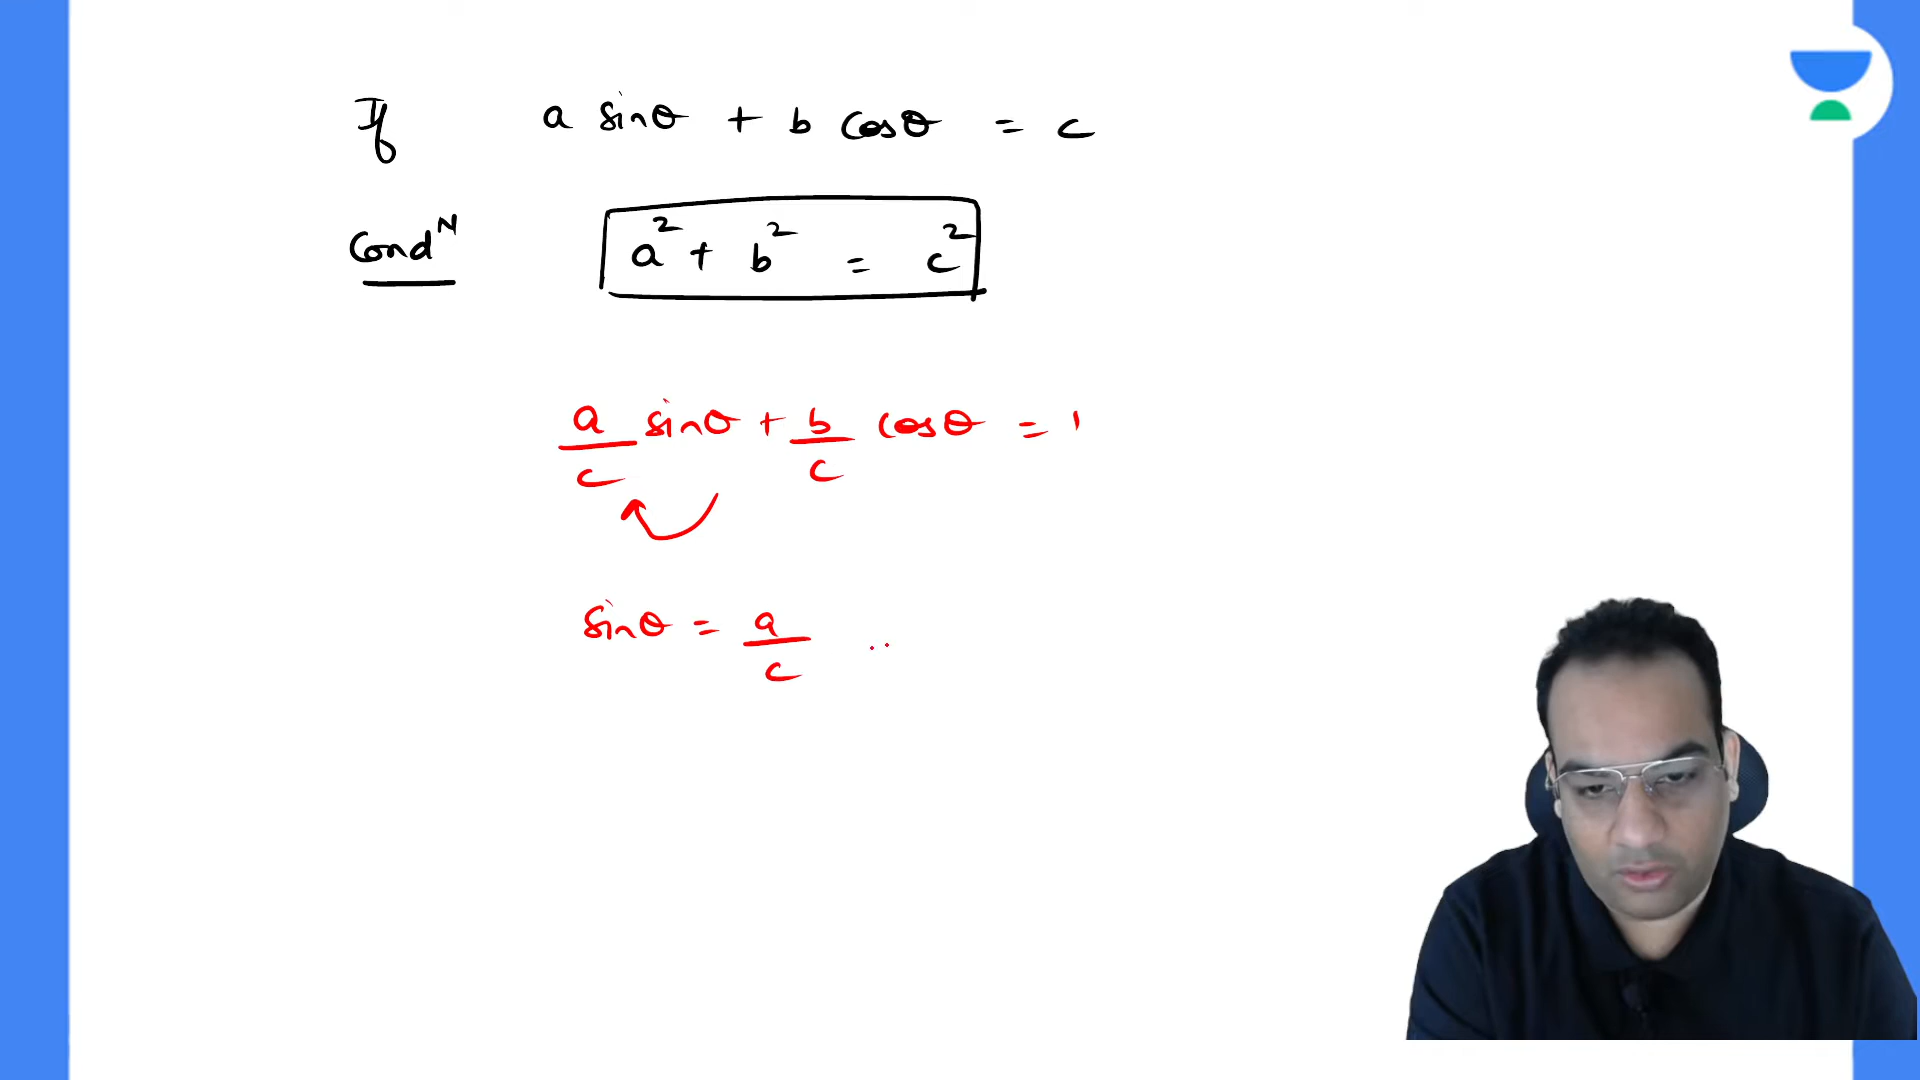 If a sinθ + b cosθ = c
Condᴺ a² + b² = c²
a/c sinθ + b/c cosθ = 1
sinθ = a/c ..